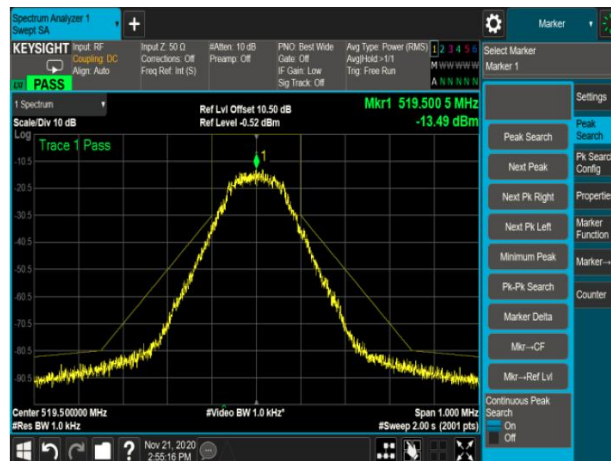 Spectrum Analyzer 1
Swept SA
+
Marker
KEYSIGHT
Input: RF
Coupling: DC
Align: Auto
Input Z: 50 Ω
Corrections: Off
Freq Ref: Int (S)
#Atten: 10 dB
Preamp: Off
PNO: Best Wide
Gate: Off
IF Gain: Low
Sig Track: Off
Avg Type: Power (RMS)
Avg|Hold:>1/1
Trig: Free Run
1 2 3 4 5 6
M W W W W W
A N N N N N
PASS
Select Marker
Marker 1
1 Spectrum
Scale/Div 10 dB
Ref Lvl Offset 10.50 dB
Ref Level -0.52 dBm
Mkr1 519.500 5 MHz
-13.49 dBm
Log
Trace 1 Pass
1
-10.5
-20.5
-30.5
-40.5
-50.5
-60.5
-70.5
-80.5
-90.5
Center 519.500000 MHz
#Res BW 1.0 kHz
#Video BW 1.0 kHz*
Span 1.000 MHz
#Sweep 2.00 s (2001 pts)
Peak Search
Next Peak
Next Pk Right
Next Pk Left
Minimum Peak
Pk-Pk Search
Marker Delta
Mkr→CF
Mkr→Ref Lvl
Continuous Peak
Search
On
Off
Settings
Peak
Search
Pk Search
Config
Propertie
Marker
Function
Marker→
Counter
?
Nov 21, 2020
2:55:16 PM